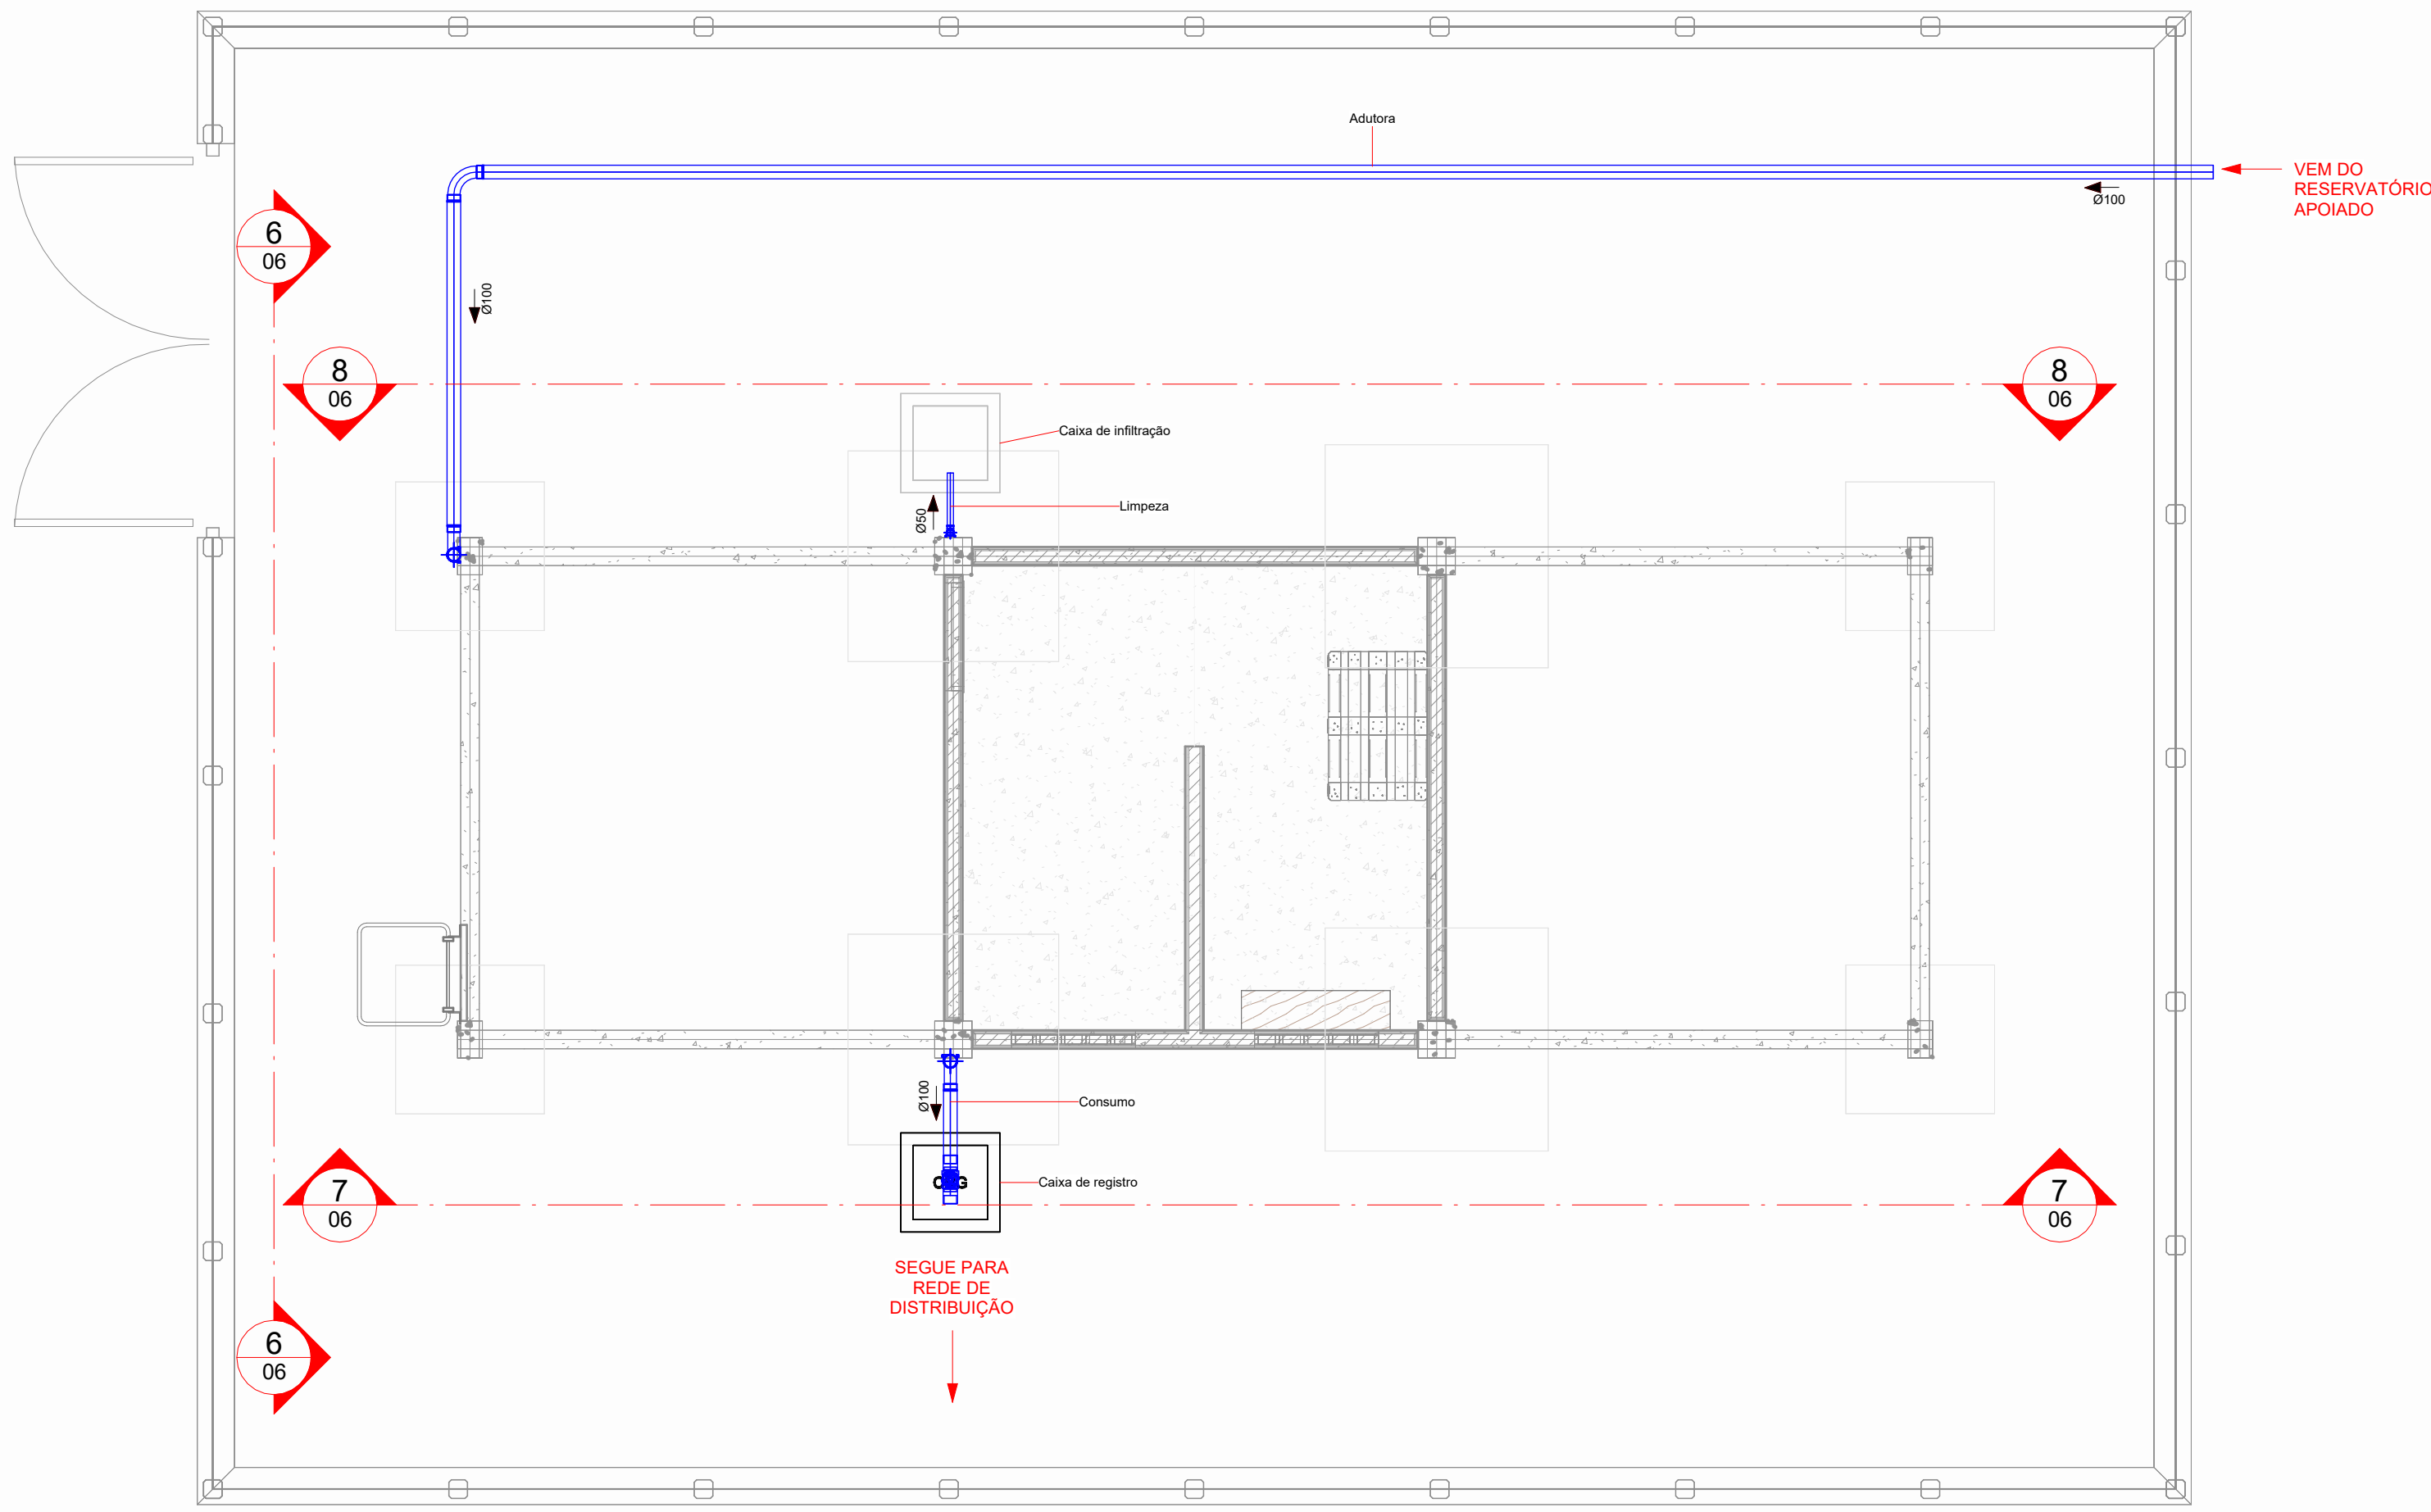 Adutora
VEM DO
RESERVATÓRIO
APOIADO
Ø100
6
06
Ø100
8
06
8
06
Caixa de infiltração
Limpeza
Ø50
Ø100
Consumo
7
06
Caixa de registro
7
06
SEGUE PARA
REDE DE
DISTRIBUIÇÃO
6
06